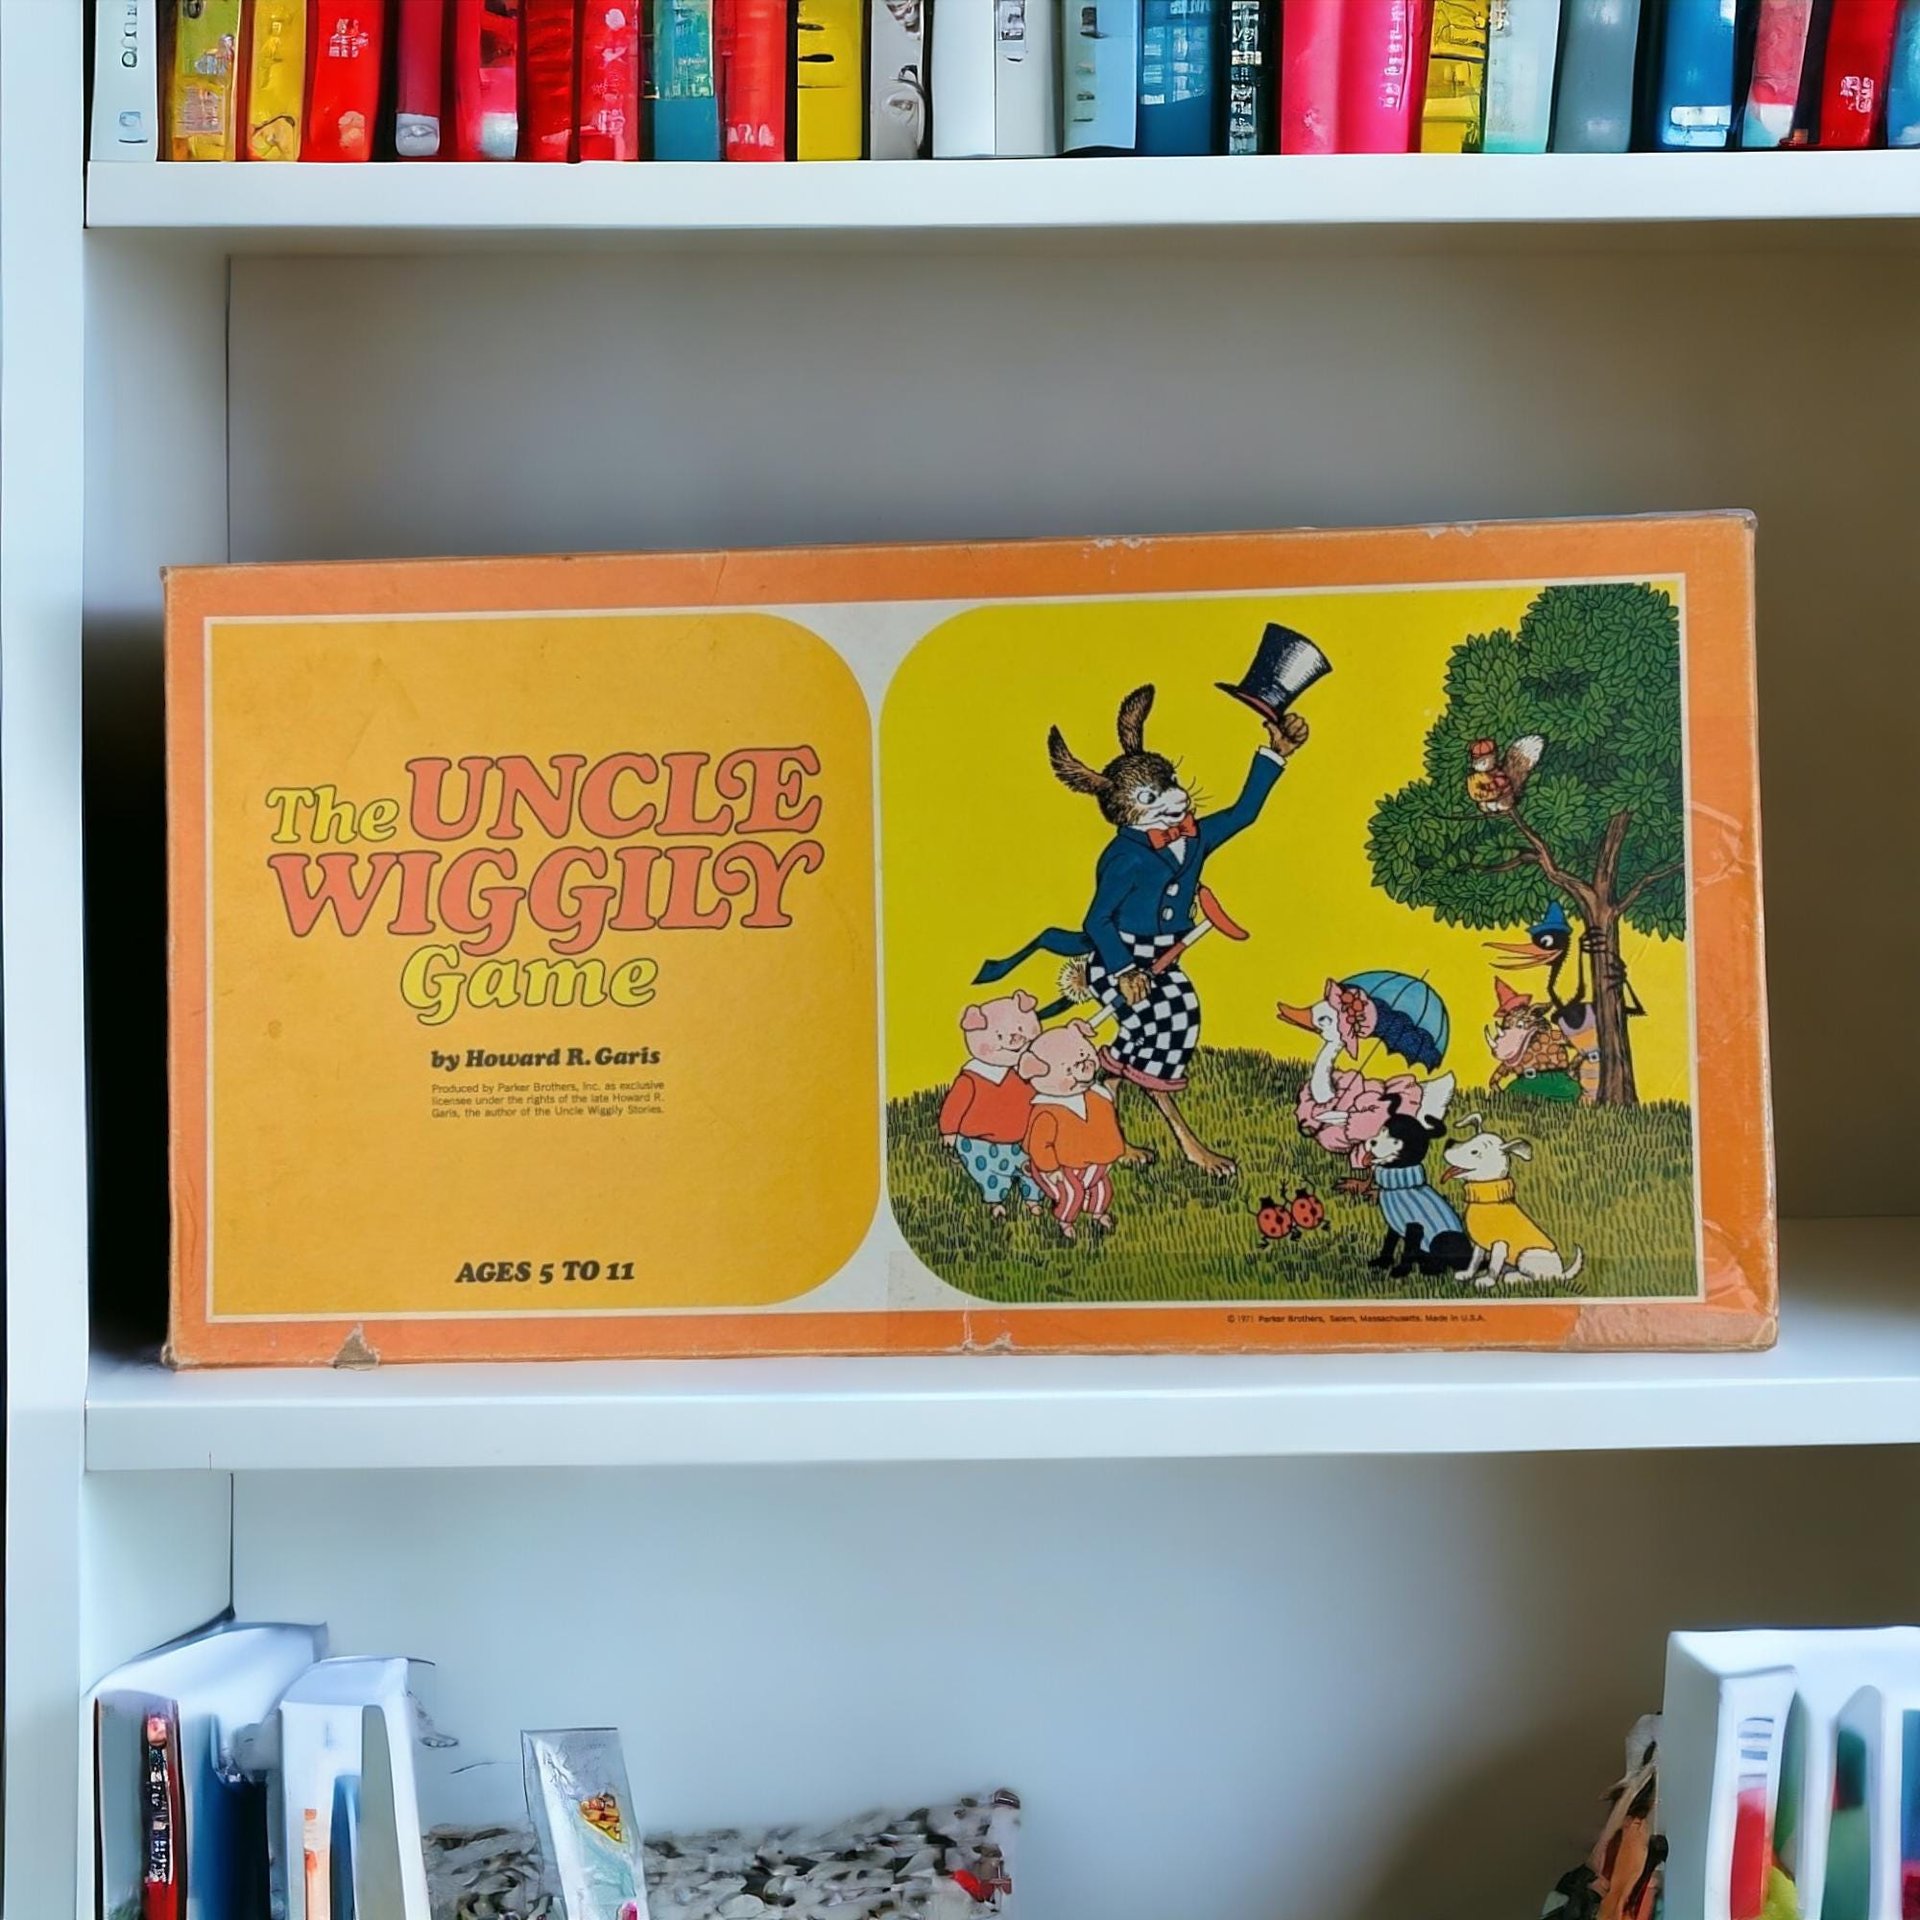 The UNCLE
WIGGILY
Game
by Howard R. Garis
Produced by Parker Brothers, Inc. as exclusive
licensee under the rights of the late Howard R.
Garis, the author of the Uncle Wiggily Stories.
AGES 5 TO 11
© 1971 Parker Brothers, Salem, Massachusetts. Made in U.S.A.